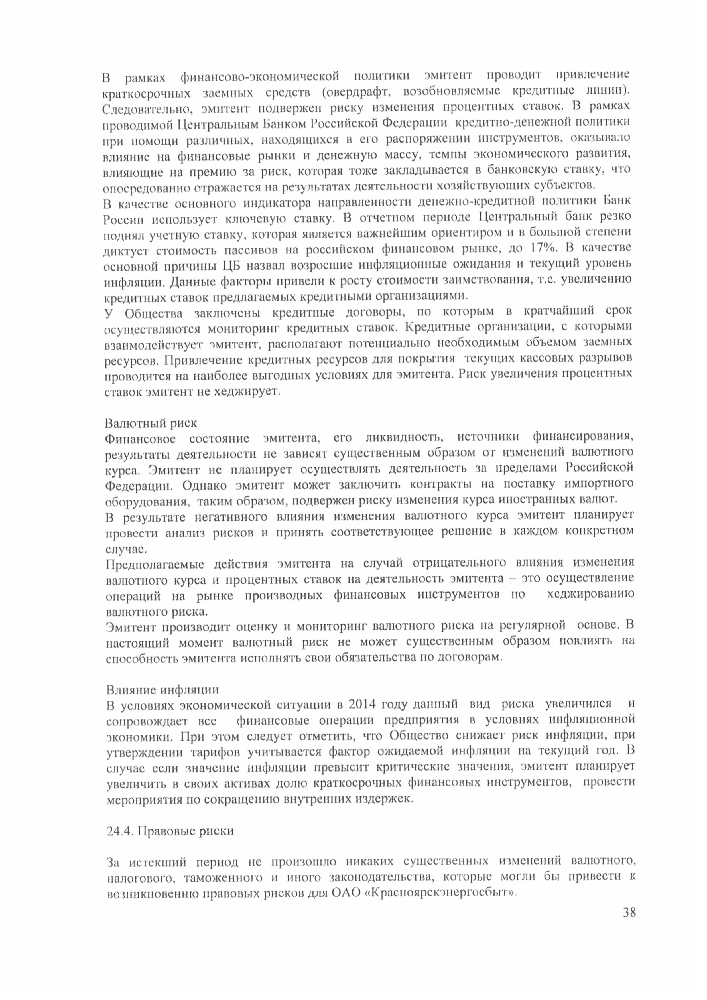 В рамках финансово-экономической политики эмитент проводит привлечение
краткосрочных заемных средств (овердрафт, возобновляемые кредитные линии).
Следовательно, эмитент подвержен риску изменения процентных ставок. В рамках
проводимой Центральным Банком Российской Федерации кредитно-денежной политики
при помощи различных, находящихся в его распоряжении инструментов, оказывало
влияние на финансовые рынки и денежную массу, темпы экономического развития,
влияющие на премию за риск, которая тоже закладывается в банковскую ставку, что
опосредованно отражается на результатах деятельности хозяйствующих субъектов.
В качестве основного индикатора направленности денежно-кредитной политики Банк
России использует ключевую ставку. В отчетном периоде Центральный банк резко
поднял учетную ставку, которая является важнейшим ориентиром и в большой степени
диктует стоимость пассивов на российском финансовом рынке, до 17%. В качестве
основной причины ЦБ назвал возросшие инфляционные ожидания и текущий уровень
инфляции. Данные факторы привели к росту стоимости заимствования, т.е. увеличению
кредитных ставок предлагаемых кредитными организациями.
У Общества заключены кредитные договоры, по которым в кратчайший срок
осуществляются мониторинг кредитных ставок. Кредитные организации, с которыми
взаимодействует эмитент, располагают потенциально необходимым объемом заемных
ресурсов. Привлечение кредитных ресурсов для покрытия текущих кассовых разрывов
проводится на наиболее выгодных условиях для эмитента. Риск увеличения процентных
ставок эмитент не хеджирует.
Валютный риск
Финансовое состояние эмитента, его ликвидность, источники финансирования,
результаты деятельности не зависят существенным образом от изменений валютного
курса. Эмитент не планирует осуществлять деятельность за пределами Российской
Федерации. Однако эмитент может заключить контракты на поставку импортного
оборудования, таким образом, подвержен риску изменения курса иностранных валют.
В результате негативного влияния изменения валютного курса эмитент планирует
провести анализ рисков и принять соответствующее решение в каждом конкретном
случае.
Предполагаемые действия эмитента на случай отрицательного влияния изменения
валютного курса и процентных ставок на деятельность эмитента – это осуществление
операций на рынке производных финансовых инструментов по хеджированию
валютного риска.
Эмитент производит оценку и мониторинг валютного риска на регулярной основе. В
настоящий момент валютный риск не может существенным образом повлиять на
способность эмитента исполнять свои обязательства по договорам.
Влияние инфляции
В условиях экономической ситуации в 2014 году данный вид риска увеличился и
сопровождает все финансовые операции предприятия в условиях инфляционной
экономики. При этом следует отметить, что Общество снижает риск инфляции, при
утверждении тарифов учитывается фактор ожидаемой инфляции на текущий год. В
случае если значение инфляции превысит критические значения, эмитент планирует
увеличить в своих активах долю краткосрочных финансовых инструментов, провести
мероприятия по сокращению внутренних издержек.
24.4. Правовые риски
За истекший период не произошло никаких существенных изменений валютного,
налогового, таможенного и иного законодательства, которые могли бы привести к
возникновению правовых рисков для ОАО «Красноярскэнергосбыт».
38